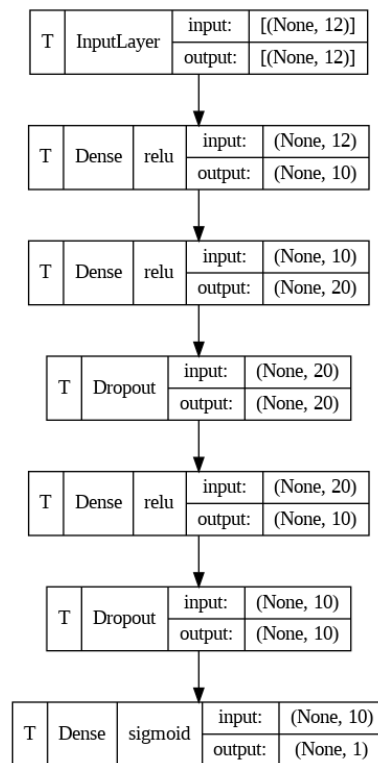 T InputLayer input: [(None, 12)]
output: [(None, 12)]
T Dense relu input: (None, 12)
output: (None, 10)
T Dense relu input: (None, 10)
output: (None, 20)
T Dropout input: (None, 20)
output: (None, 20)
T Dense relu input: (None, 20)
output: (None, 10)
T Dropout input: (None, 10)
output: (None, 10)
T Dense sigmoid input: (None, 10)
output: (None, 1)